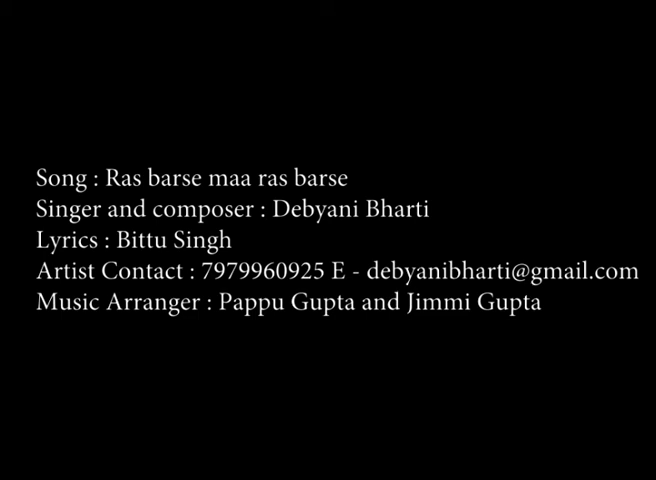 Song : Ras barse maa ras barse
Singer and composer : Debyani Bharti
Lyrics : Bittu Singh
Artist Contact : 7979960925 E - debyanibharti@gmail.com
Music Arranger : Pappu Gupta and Jimmi Gupta